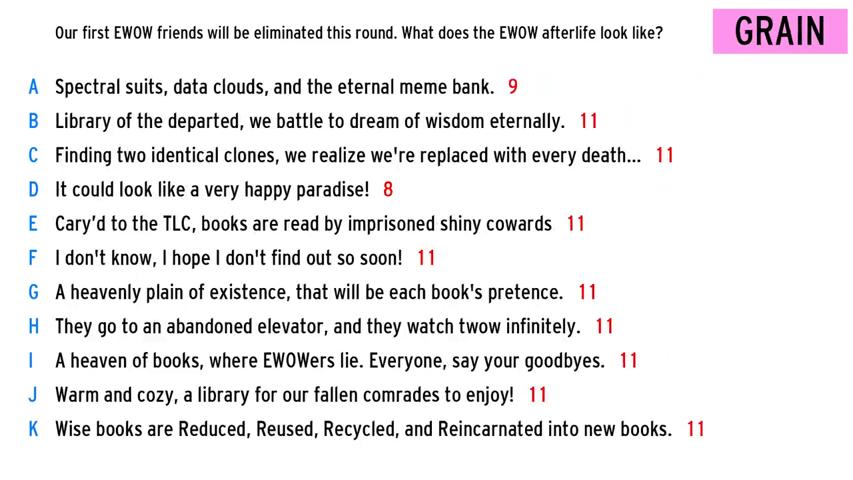 Our first EWOW friends will be eliminated this round. What does the EWOW afterlife look like?
GRAIN
A Spectral suits, data clouds, and the eternal meme bank. 9
B Library of the departed, we battle to dream of wisdom eternally. 11
C Finding two identical clones, we realize we're replaced with every death... 11
D It could look like a very happy paradise! 8
E Cary’d to the TLC, books are read by imprisoned shiny cowards 11
F I don't know, I hope I don't find out so soon! 11
G A heavenly plain of existence, that will be each book's pretence. 11
H They go to an abandoned elevator, and they watch twow infinitely. 11
I A heaven of books, where EWOWers lie. Everyone, say your goodbyes. 11
J Warm and cozy, a library for our fallen comrades to enjoy! 11
K Wise books are Reduced, Reused, Recycled, and Reincarnated into new books. 11